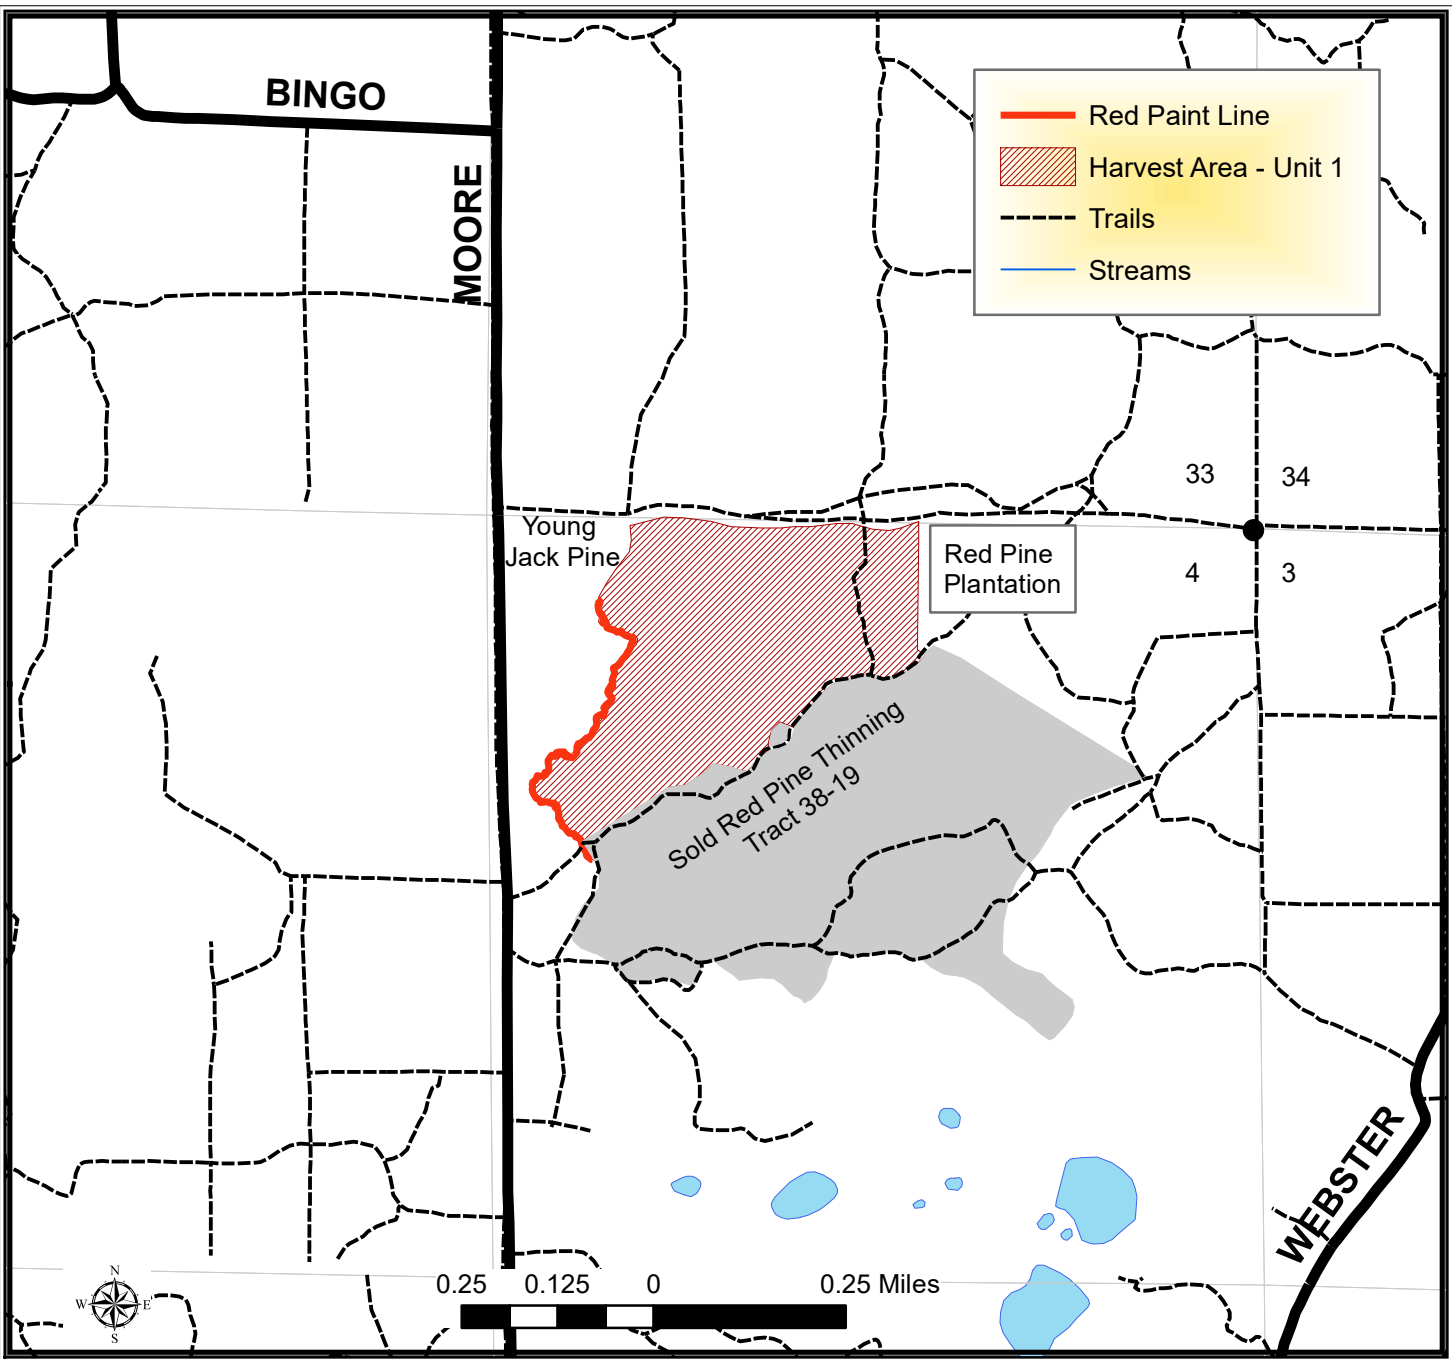 BINGO
MOORE
Red Paint Line
Harvest Area - Unit 1
Trails
Streams
33 34
Young
Jack Pine
Red Pine
Plantation
4 3
Sold Red Pine Thinning
Tract 38-19
WEBSTER
N
W E
S
0.25 0.125 0 0.25 Miles